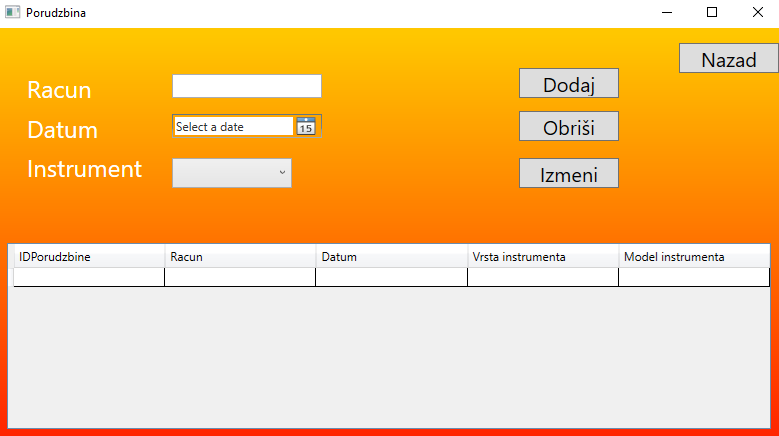 Porudzbina
Nazad
Racun
Dodaj
Datum
Select a date
15
Obriši
Instrument
Izmeni
IDPorudzbine Racun Datum Vrsta instrumenta Model instrumenta